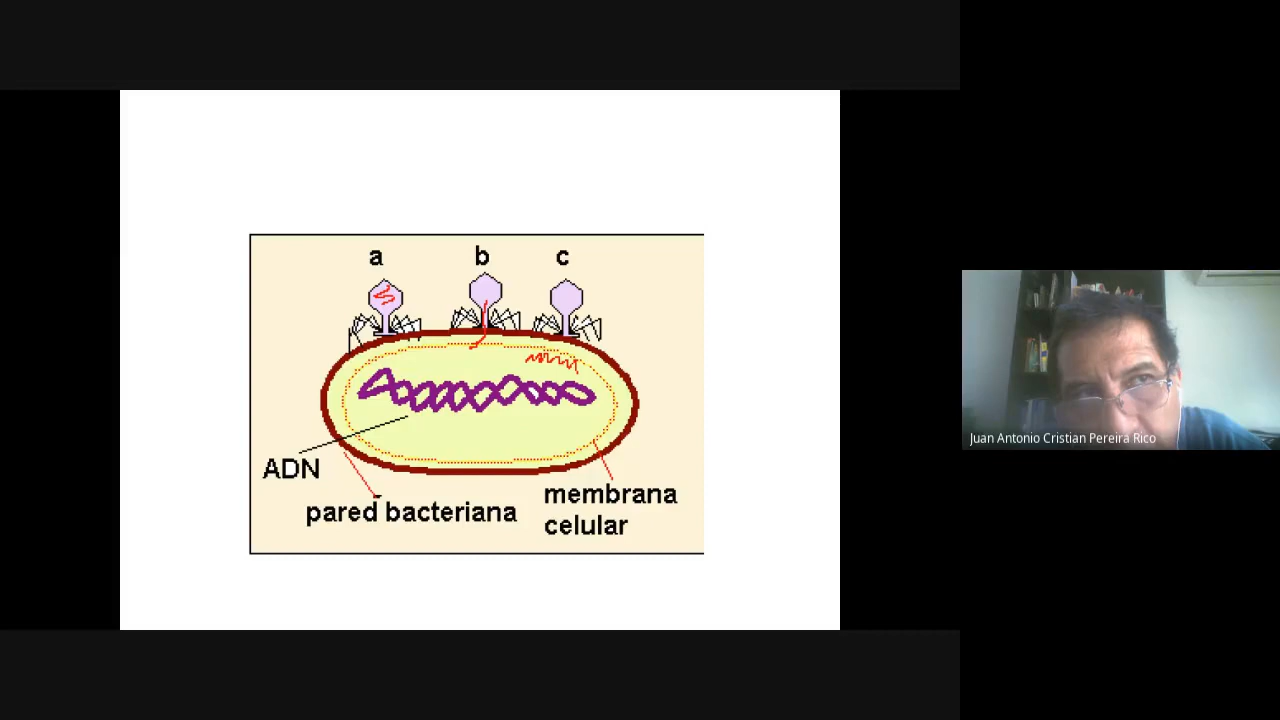 a b c
ADN
pared bacteriana
membrana
celular
Juan Antonio Cristian Pereira Rico